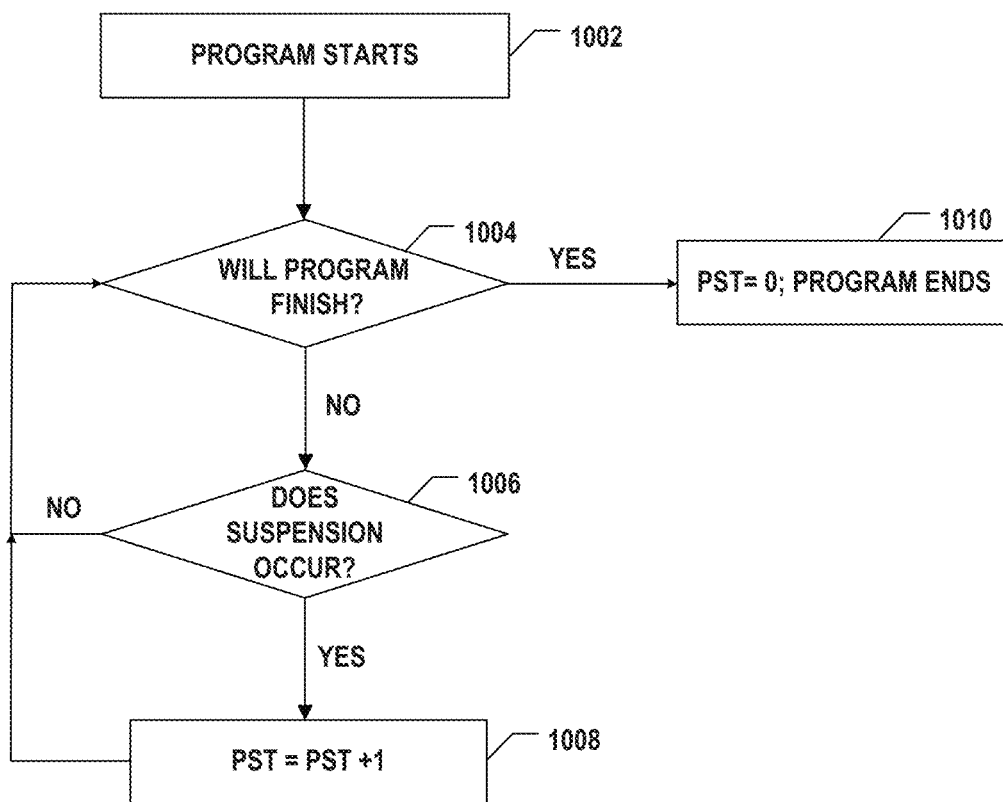 PROGRAM STARTS
1002
1004
WILL PROGRAM
FINISH?
YES
1010
PST= 0; PROGRAM ENDS
NO
1006
DOES
SUSPENSION
OCCUR?
NO
YES
1008
PST = PST +1